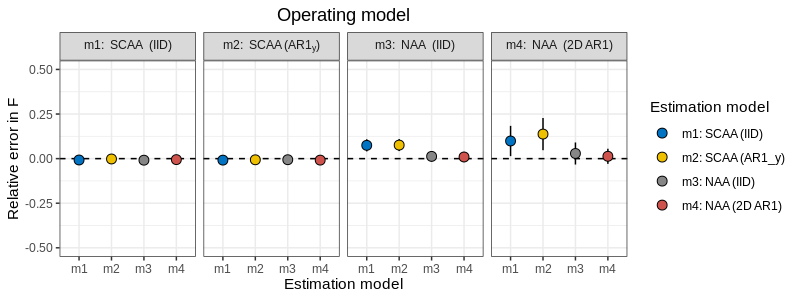 Operating model
m1: SCAA (IID)
m2: SCAA (AR1y)
m3: NAA (IID)
m4: NAA (2D AR1)
Relative error in F
0.50
0.25
0.00
-0.25
-0.50
m1 m2 m3 m4
m1 m2 m3 m4
m1 m2 m3 m4
m1 m2 m3 m4
Estimation model
Estimation model
m1: SCAA (IID)
m2: SCAA (AR1_y)
m3: NAA (IID)
m4: NAA (2D AR1)